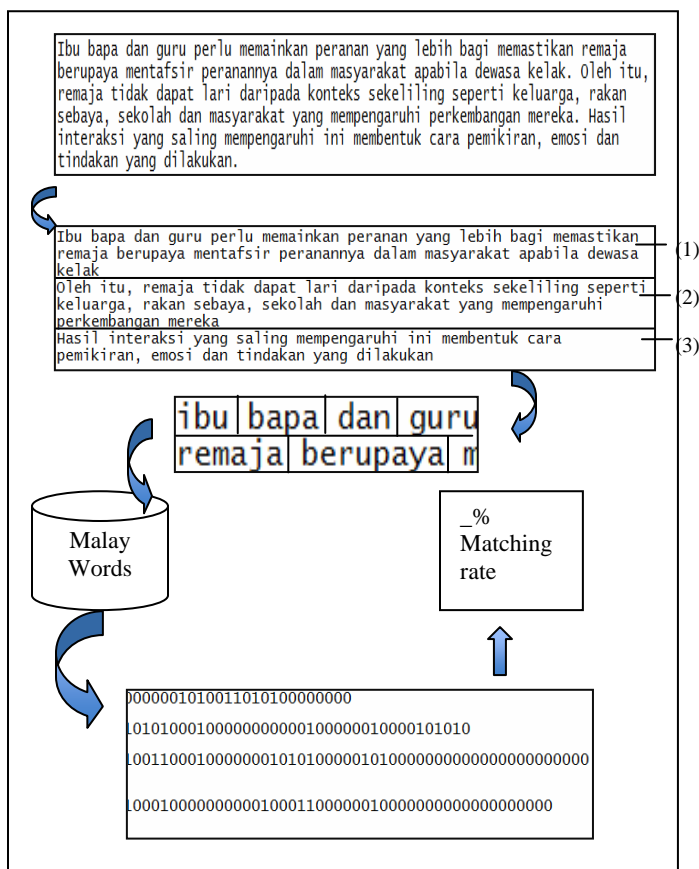 Ibu bapa dan guru perlu memainkan peranan yang lebih bagi memastikan remaja
berupaya mentafsir peranannya dalam masyarakat apabila dewasa kelak. Oleh itu,
remaja tidak dapat lari daripada konteks sekeliling seperti keluarga, rakan
sebaya, sekolah dan masyarakat yang mempengaruhi perkembangan mereka. Hasil
interaksi yang saling mempengaruhi ini membentuk cara pemikiran, emosi dan
tindakan yang dilakukan.
Ibu bapa dan guru perlu memainkan peranan yang lebih bagi memastikan
remaja berupaya mentafsir peranannya dalam masyarakat apabila dewasa
kelak
(1)
Oleh itu, remaja tidak dapat lari daripada konteks sekeliling seperti
keluarga, rakan sebaya, sekolah dan masyarakat yang mempengaruhi
perkembangan mereka
(2)
Hasil interaksi yang saling mempengaruhi ini membentuk cara
pemikiran, emosi dan tindakan yang dilakukan
(3)
ibu bapa dan guru
remaja berupaya m
Malay
Words
_%
Matching
rate
0000001010011010100000000
10101000100000000000100000010000101010
100110001000000010101000001010000000000000000000000
10001000000000010001100000010000000000000000000